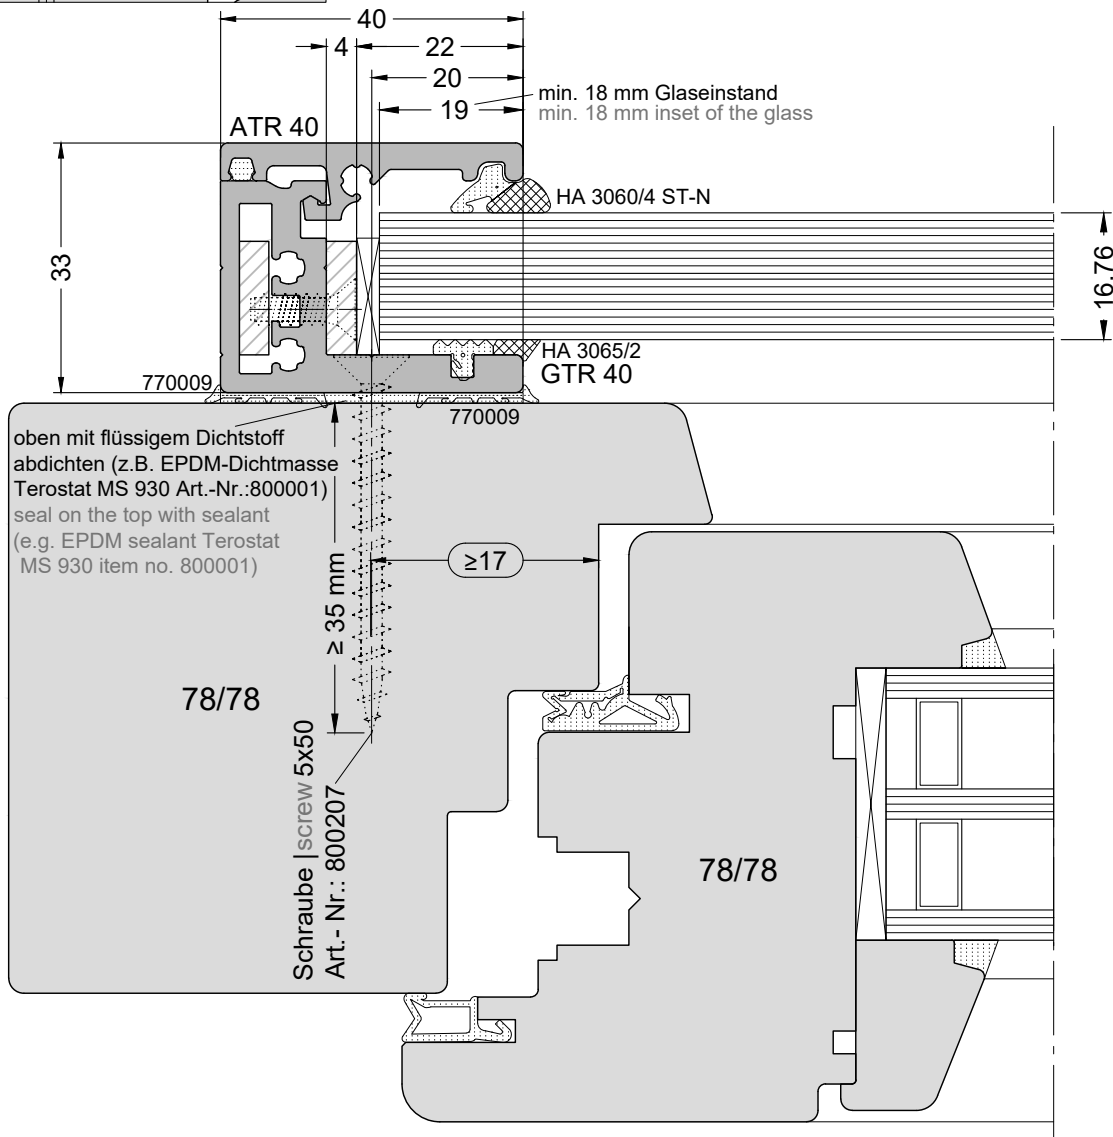 40
4
22
20
19
min. 18 mm Glaseinstand
min. 18 mm inset of the glass
ATR 40
HA 3060/4 ST-N
33
16,76
HA 3065/2
GTR 40
770009
770009
oben mit flüssigem Dichtstoff
abdichten (z.B. EPDM-Dichtmasse
Terostat MS 930 Art.-Nr.:800001)
seal on the top with sealant
(e.g. EPDM sealant Terostat
MS 930 item no. 800001)
≥17
≥ 35 mm
78/78
Schraube | screw 5x50
Art.- Nr.: 800207
78/78